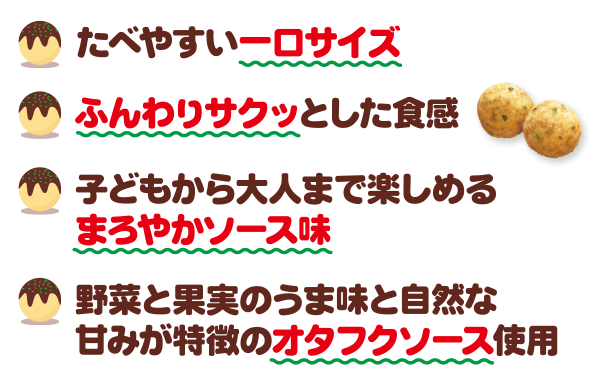 たべやすい一口サイズ
ふんわりサクッとした食感
子どもから大人まで楽しめる
まろやかソース味
野菜と果実のうま味と自然な
甘みが特徴のオタフクソース使用